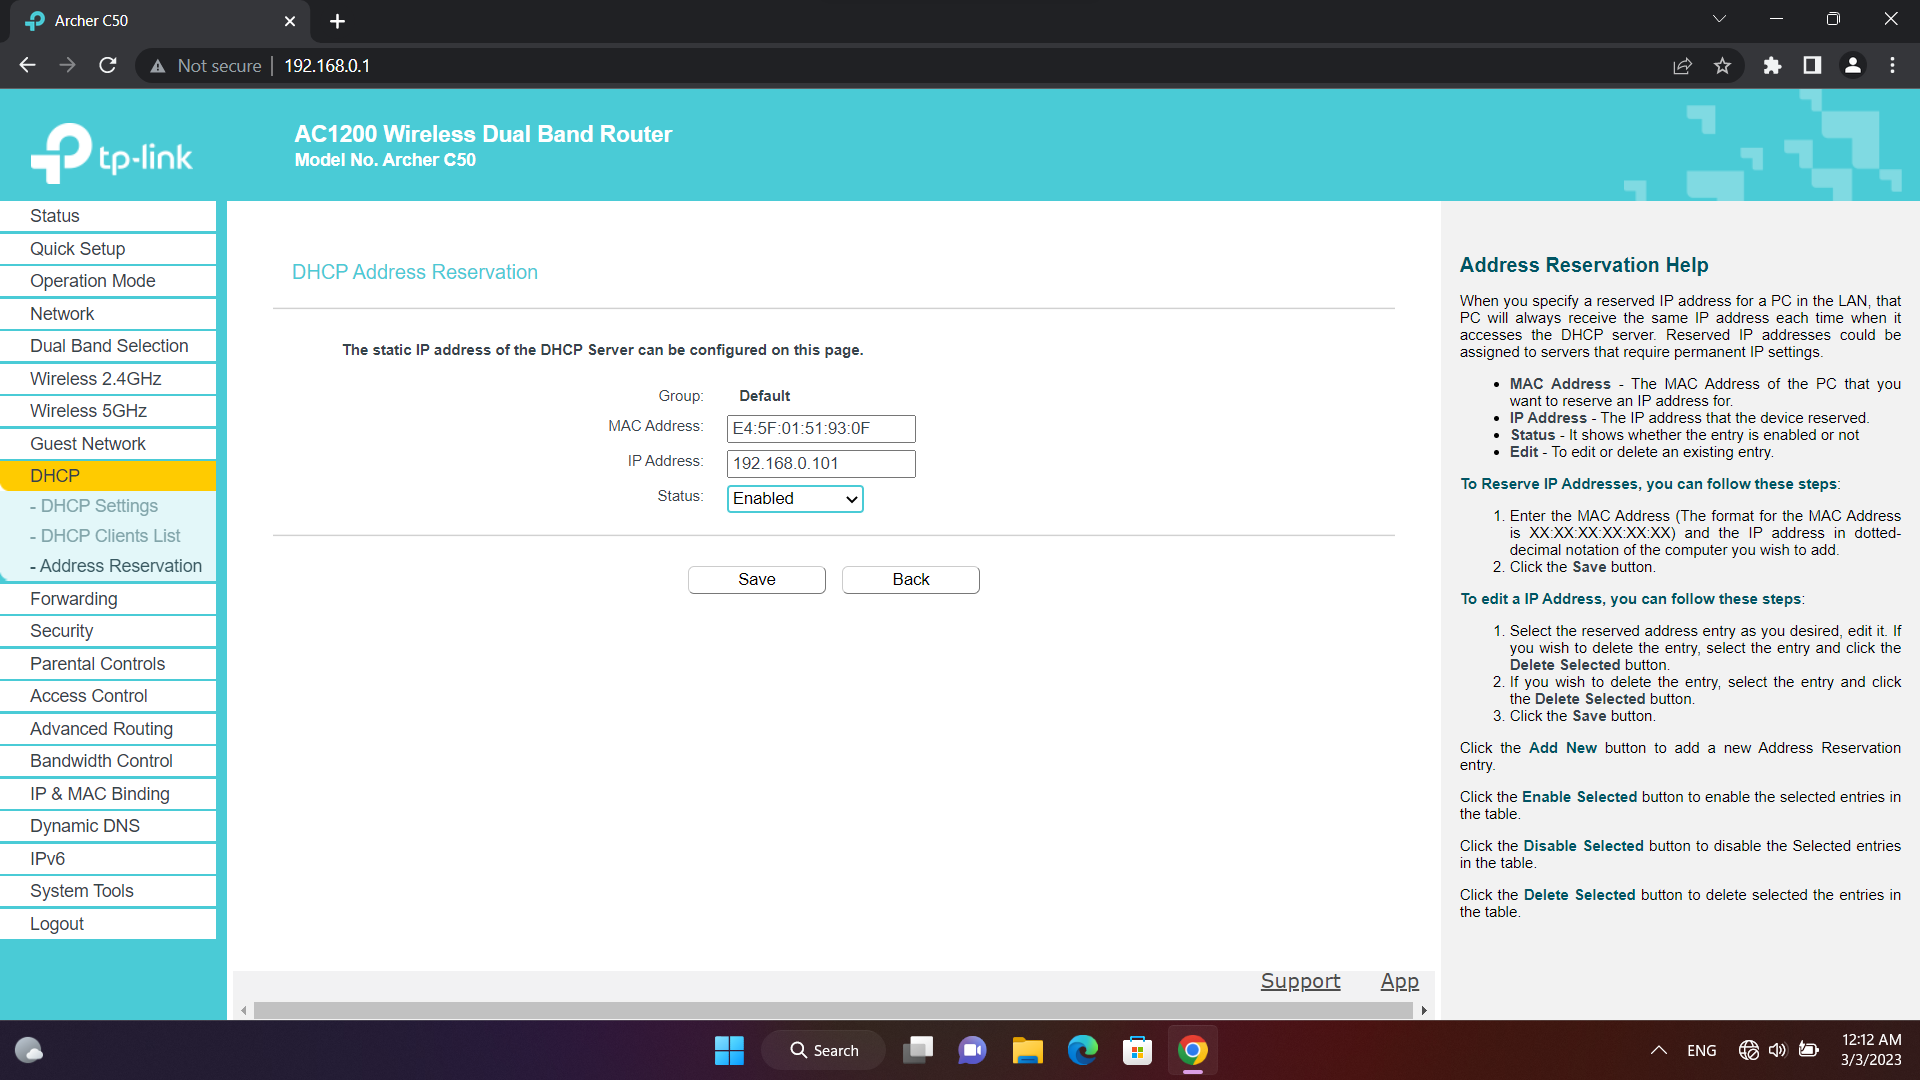 Archer C50
Not secure
192.168.0.1
tp-link
AC1200 Wireless Dual Band Router
Model No. Archer C50
Status
Quick Setup
Operation Mode
Network
Dual Band Selection
Wireless 2.4GHz
Wireless 5GHz
Guest Network
DHCP
- DHCP Settings
- DHCP Clients List
- Address Reservation
Forwarding
Security
Parental Controls
Access Control
Advanced Routing
Bandwidth Control
IP & MAC Binding
Dynamic DNS
IPv6
System Tools
Logout
DHCP Address Reservation
The static IP address of the DHCP Server can be configured on this page.
Group: Default
MAC Address: E4:5F:01:51:93:0F
IP Address: 192.168.0.101
Status: Enabled
Save Back
Support App
Address Reservation Help
When you specify a reserved IP address for a PC in the LAN, that
PC will always receive the same IP address each time when it
accesses the DHCP server. Reserved IP addresses could be
assigned to servers that require permanent IP settings.
• MAC Address - The MAC Address of the PC that you
want to reserve an IP address for.
• IP Address - The IP address that the device reserved.
• Status - It shows whether the entry is enabled or not
• Edit - To edit or delete an existing entry.
To Reserve IP Addresses, you can follow these steps:
1. Enter the MAC Address (The format for the MAC Address
is XX:XX:XX:XX:XX:XX) and the IP address in dotted-
decimal notation of the computer you wish to add.
2. Click the Save button.
To edit a IP Address, you can follow these steps:
1. Select the reserved address entry as you desired, edit it. If
you wish to delete the entry, select the entry and click the
Delete Selected button.
2. If you wish to delete the entry, select the entry and click
the Delete Selected button.
3. Click the Save button.
Click the Add New button to add a new Address Reservation
entry.
Click the Enable Selected button to enable the selected entries in
the table.
Click the Disable Selected button to disable the Selected entries
in the table.
Click the Delete Selected button to delete selected the entries in
the table.
Search
ENG
12:12 AM
3/3/2023